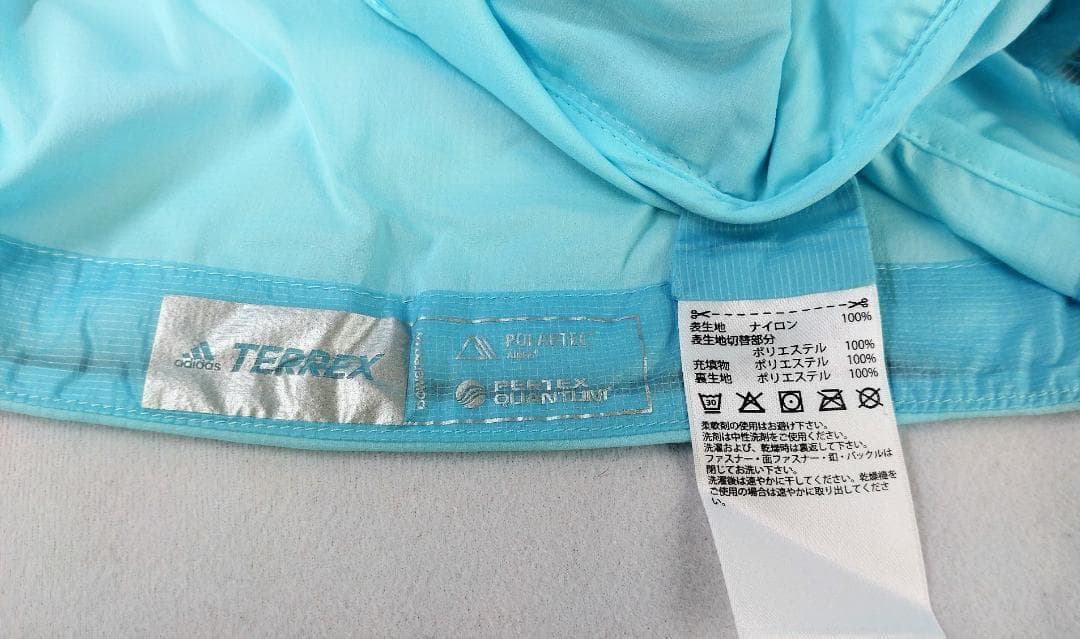 adidas TERREX
powered by
POLARTEC
Alpha
PERTEX
QUANTUM
表生地 ナイロン 100%
表生地切替部分
ポリエステル 100%
充填物 ポリエステル 100%
裏生地 ポリエステル 100%
30
柔軟剤の使用はお避け下さい。
洗剤は中性洗剤をご使用ください。
洗濯および、乾燥時は裏返して下さい。
ファスナー・面ファスナー・釦・バックルは
閉じてお洗い下さい。
洗濯後は速やかに干してください。乾燥機を
ご使用の場合は速やかに取り出してくださ
い。